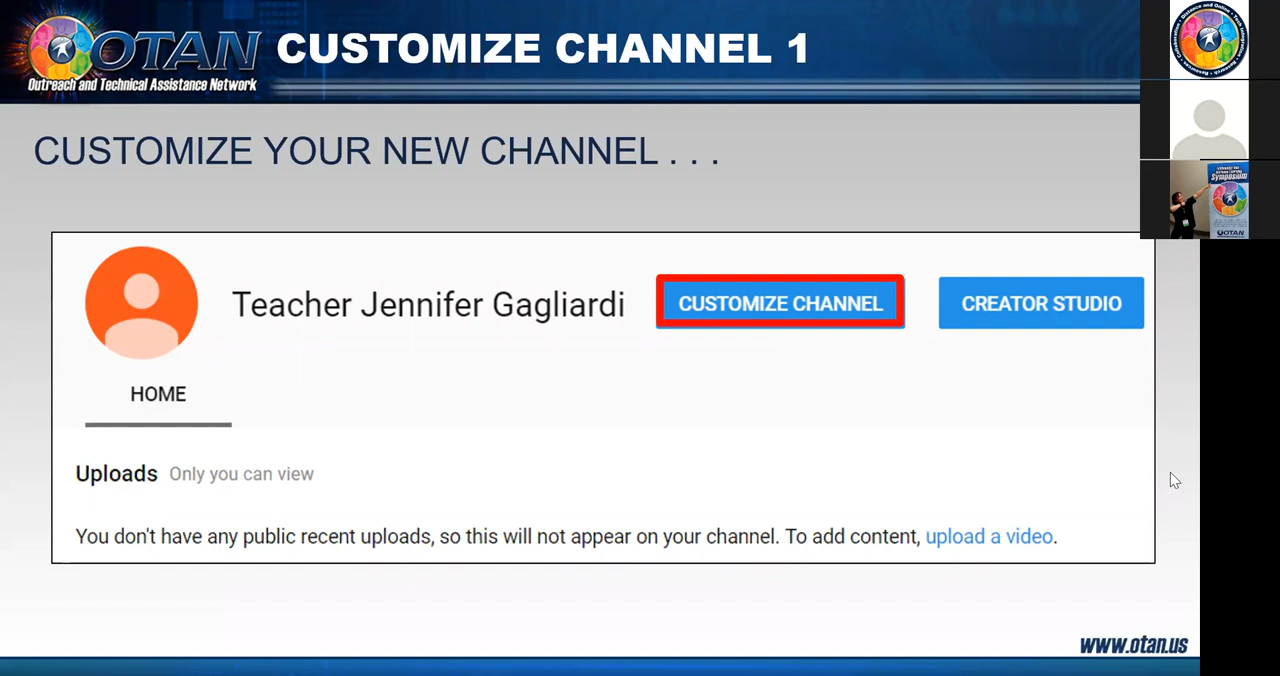 OTAN
Outreach and Technical Assistance Network
CUSTOMIZE CHANNEL 1
CUSTOMIZE YOUR NEW CHANNEL . . .
Teacher Jennifer Gagliardi
CUSTOMIZE CHANNEL
CREATOR STUDIO
HOME
Uploads Only you can view
You don't have any public recent uploads, so this will not appear on your channel. To add content, upload a video.
www.otan.us
Symposium
OTAN